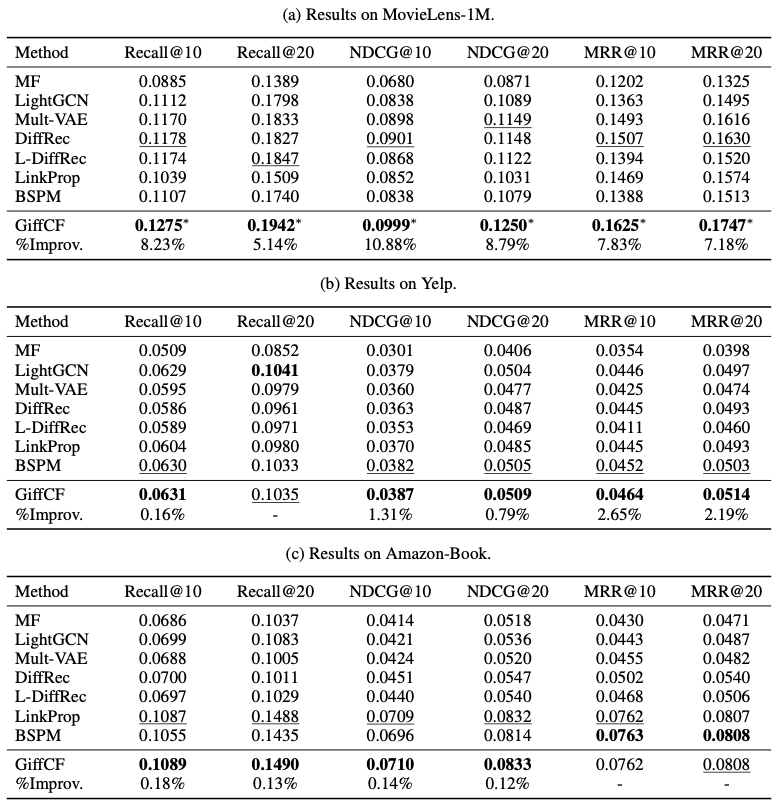 (a) Results on MovieLens-1M.
Method Recall@10 Recall@20 NDCG@10 NDCG@20 MRR@10 MRR@20
MF 0.0885 0.1389 0.0680 0.0871 0.1202 0.1325
LightGCN 0.1112 0.1798 0.0838 0.1089 0.1363 0.1495
Mult-VAE 0.1170 0.1833 0.0898 0.1149 0.1493 0.1616
DiffRec 0.1178 0.1827 0.0901 0.1148 0.1507 0.1630
L-DiffRec 0.1174 0.1847 0.0868 0.1122 0.1394 0.1520
LinkProp 0.1039 0.1509 0.0852 0.1031 0.1469 0.1574
BSPM 0.1107 0.1740 0.0838 0.1079 0.1388 0.1513
GiffCF 0.1275* 0.1942* 0.0999* 0.1250* 0.1625* 0.1747*
%Improv. 8.23% 5.14% 10.88% 8.79% 7.83% 7.18%
(b) Results on Yelp.
Method Recall@10 Recall@20 NDCG@10 NDCG@20 MRR@10 MRR@20
MF 0.0509 0.0852 0.0301 0.0406 0.0354 0.0398
LightGCN 0.0629 0.1041 0.0379 0.0504 0.0446 0.0497
Mult-VAE 0.0595 0.0979 0.0360 0.0477 0.0425 0.0474
DiffRec 0.0586 0.0961 0.0363 0.0487 0.0445 0.0493
L-DiffRec 0.0589 0.0971 0.0353 0.0469 0.0411 0.0460
LinkProp 0.0604 0.0980 0.0370 0.0485 0.0445 0.0493
BSPM 0.0630 0.1033 0.0382 0.0505 0.0452 0.0503
GiffCF 0.0631 0.1035 0.0387 0.0509 0.0464 0.0514
%Improv. 0.16% - 1.31% 0.79% 2.65% 2.19%
(c) Results on Amazon-Book.
Method Recall@10 Recall@20 NDCG@10 NDCG@20 MRR@10 MRR@20
MF 0.0686 0.1037 0.0414 0.0518 0.0430 0.0471
LightGCN 0.0699 0.1083 0.0421 0.0536 0.0443 0.0487
Mult-VAE 0.0688 0.1005 0.0424 0.0520 0.0455 0.0482
DiffRec 0.0700 0.1011 0.0451 0.0547 0.0502 0.0540
L-DiffRec 0.0697 0.1029 0.0440 0.0540 0.0468 0.0506
LinkProp 0.1087 0.1488 0.0709 0.0832 0.0762 0.0807
BSPM 0.1055 0.1435 0.0696 0.0814 0.0763 0.0808
GiffCF 0.1089 0.1490 0.0710 0.0833 0.0762 0.0808
%Improv. 0.18% 0.13% 0.14% 0.12% - -